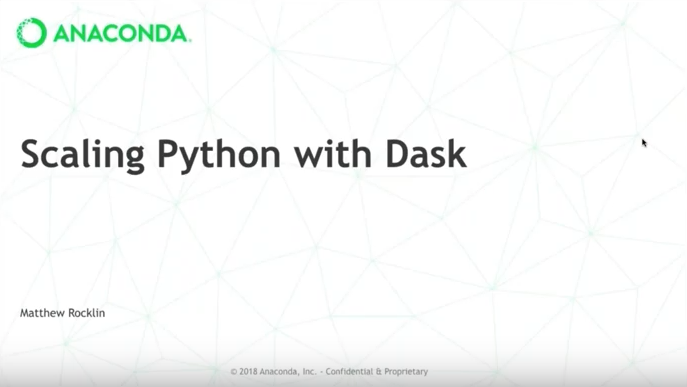 ANACONDA.
Scaling Python with Dask
Matthew Rocklin
© 2018 Anaconda, Inc. - Confidential & Proprietary